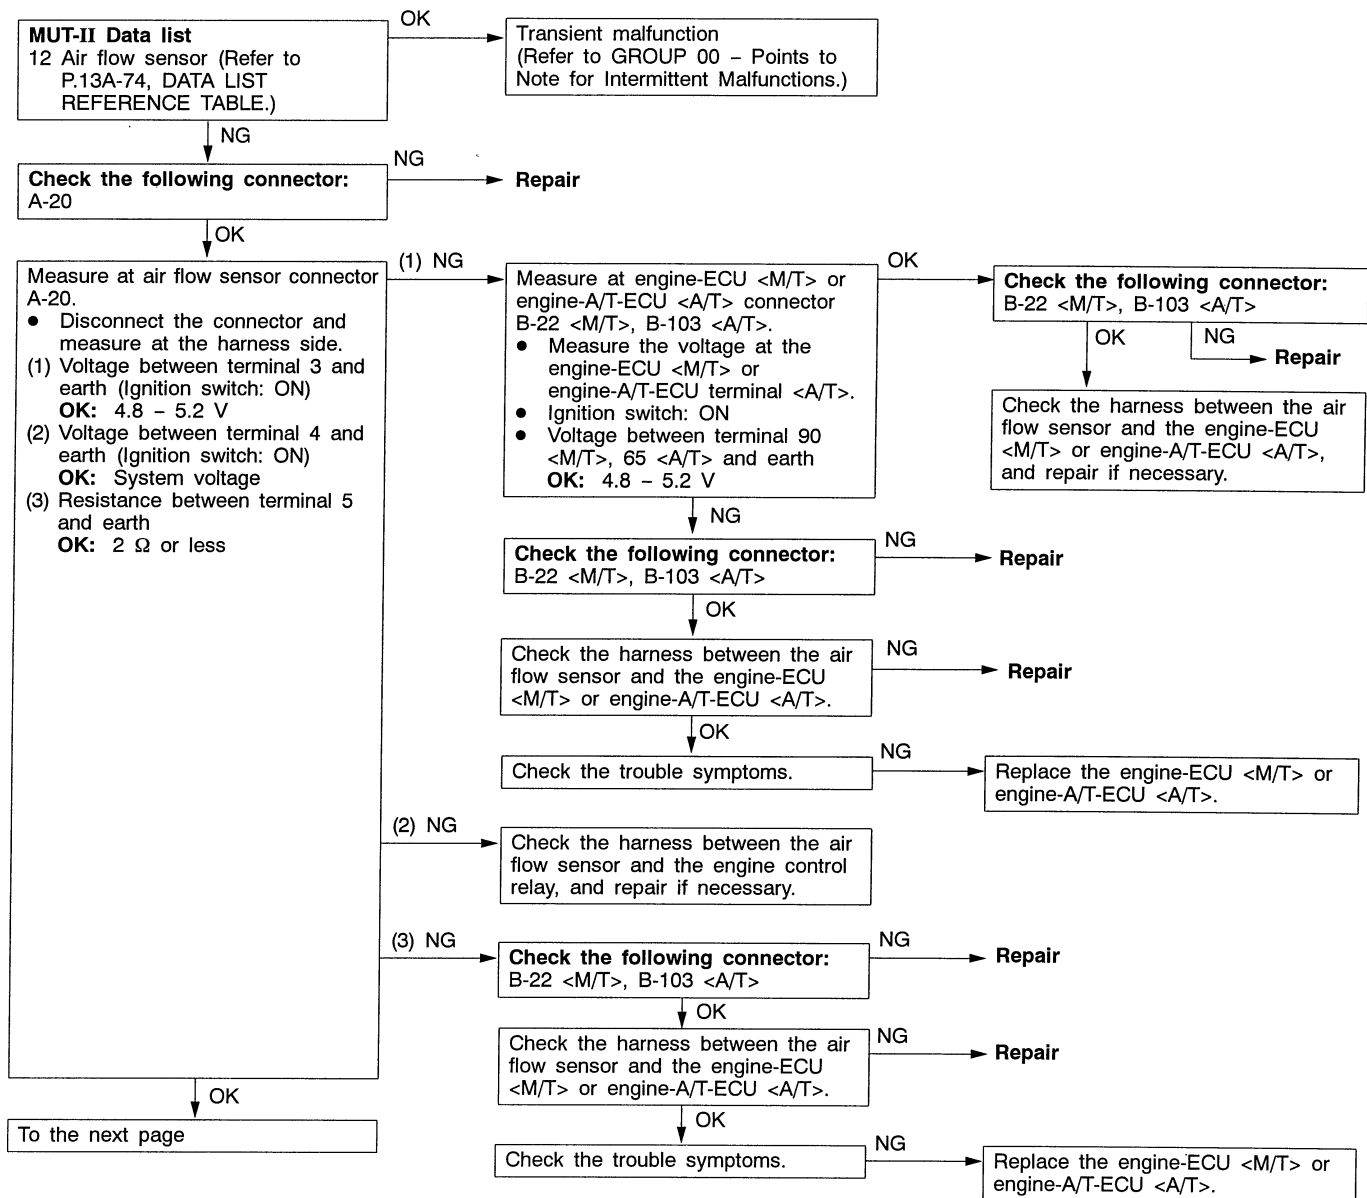 MUT-II Data list
12 Air flow sensor (Refer to
P.13A-74, DATA LIST
REFERENCE TABLE.)
OK
Transient malfunction
(Refer to GROUP 00 – Points to
Note for Intermittent Malfunctions.)
NG
Check the following connector:
A-20
NG
Repair
OK
Measure at air flow sensor connector
A-20.
● Disconnect the connector and
measure at the harness side.
(1) Voltage between terminal 3 and
earth (Ignition switch: ON)
OK: 4.8 – 5.2 V
(2) Voltage between terminal 4 and
earth (Ignition switch: ON)
OK: System voltage
(3) Resistance between terminal 5
and earth
OK: 2 Ω or less
(1) NG
Measure at engine-ECU <M/T> or
engine-A/T-ECU <A/T> connector
B-22 <M/T>, B-103 <A/T>.
● Measure the voltage at the
engine-ECU <M/T> or
engine-A/T-ECU terminal <A/T>.
● Ignition switch: ON
● Voltage between terminal 90
<M/T>, 65 <A/T> and earth
OK: 4.8 – 5.2 V
OK
Check the following connector:
B-22 <M/T>, B-103 <A/T>
OK
NG
Repair
Check the harness between the air
flow sensor and the engine-ECU
<M/T> or engine-A/T-ECU <A/T>,
and repair if necessary.
NG
Check the following connector:
B-22 <M/T>, B-103 <A/T>
NG
Repair
OK
Check the harness between the air
flow sensor and the engine-ECU
<M/T> or engine-A/T-ECU <A/T>.
NG
Repair
OK
Check the trouble symptoms.
NG
Replace the engine-ECU <M/T> or
engine-A/T-ECU <A/T>.
(2) NG
Check the harness between the air
flow sensor and the engine control
relay, and repair if necessary.
(3) NG
Check the following connector:
B-22 <M/T>, B-103 <A/T>
NG
Repair
OK
Check the harness between the air
flow sensor and the engine-ECU
<M/T> or engine-A/T-ECU <A/T>.
NG
Repair
OK
Check the trouble symptoms.
NG
Replace the engine-ECU <M/T> or
engine-A/T-ECU <A/T>.
OK
To the next page